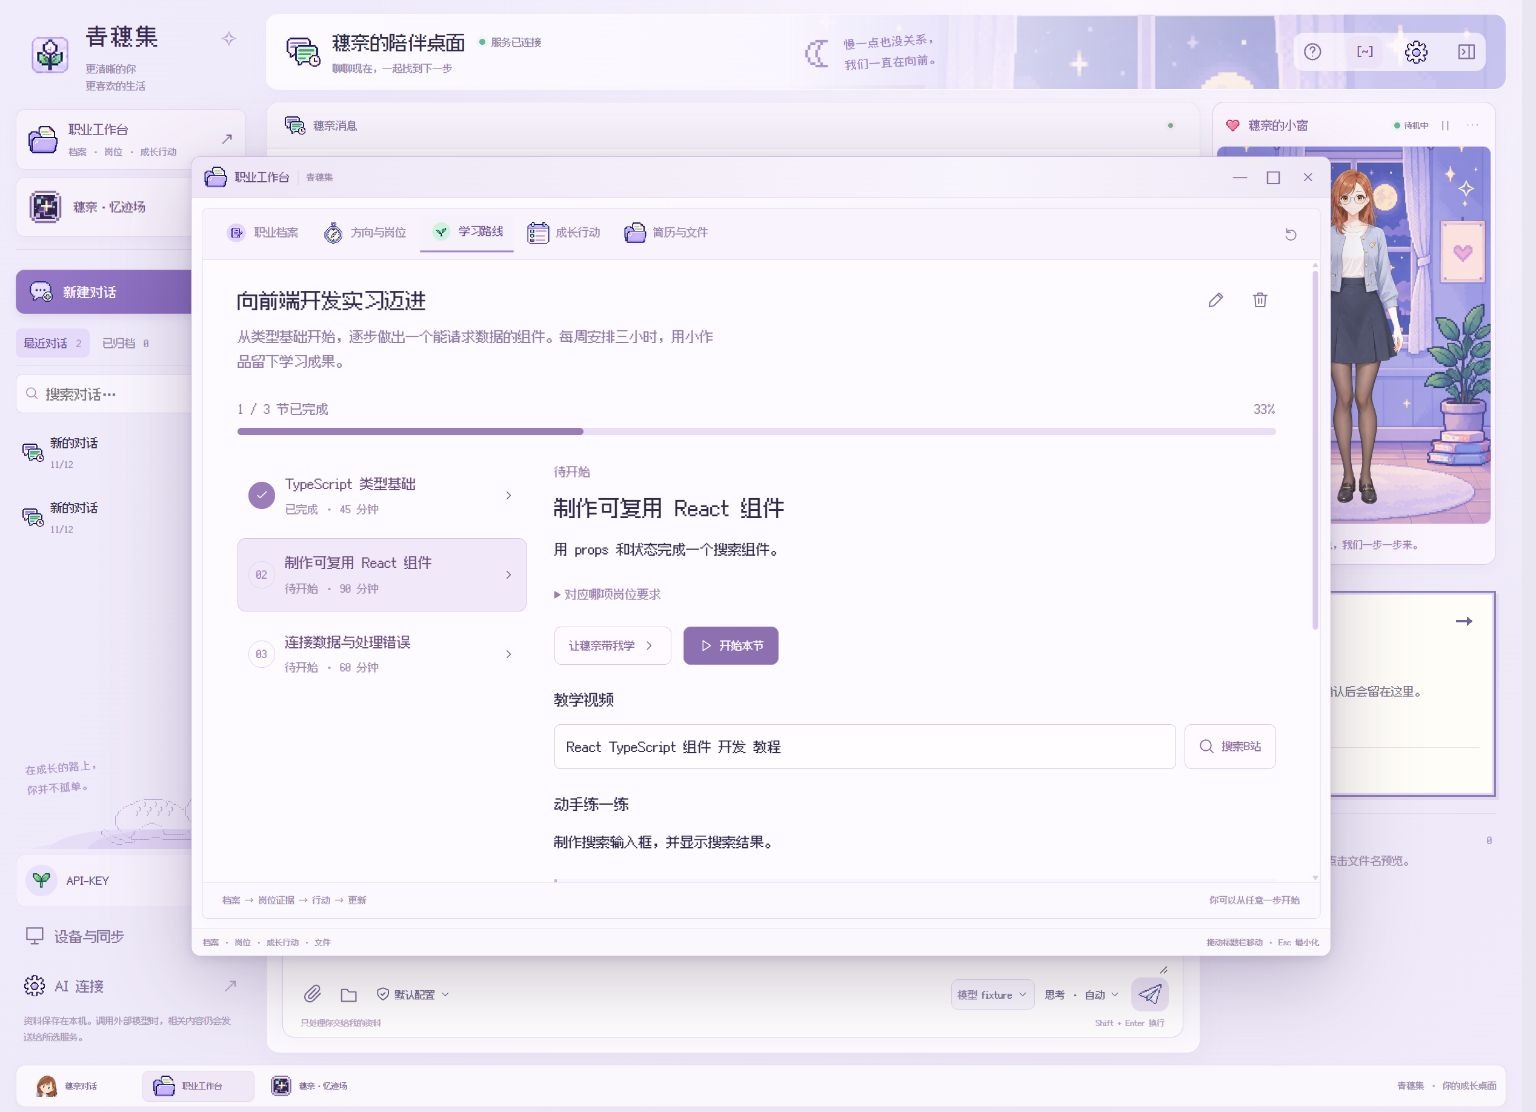 青穗集
更清晰的你
更喜欢的生活
职业工作台
档案 · 岗位 · 成长行动
穗奈 · 忆迹场
新建对话
最近对话 2
已归档 0
搜索对话…
新的对话
11/12
新的对话
11/12
在成长的路上，
你并不孤单。
API-KEY
设备与同步
AI 连接
资料保存在本机。调用外部模型时，相关内容仍会发
送给所选服务。
穗奈的陪伴桌面
服务已连接
聊聊现在，一起找到下一步
慢一点也没关系，
我们一直在向前。
[~]
穗奈消息
穗奈的小窗
待机中
职业工作台
青穗集
职业档案
方向与岗位
学习路线
成长行动
简历与文件
向前端开发实习迈进
从类型基础开始，逐步做出一个能请求数据的组件。每周安排三小时，用小作
品留下学习成果。
1 / 3 节已完成
33%
TypeScript 类型基础
已完成 · 45 分钟
02
制作可复用 React 组件
待开始 · 90 分钟
03
连接数据与处理错误
待开始 · 60 分钟
待开始
制作可复用 React 组件
用 props 和状态完成一个搜索组件。
对应哪项岗位要求
让穗奈带我学
开始本节
教学视频
React TypeScript 组件 开发 教程
搜索B站
动手练一练
制作搜索输入框，并显示搜索结果。
档案 → 岗位证据 → 行动 → 更新
你可以从任意一步开始
档案 · 岗位 · 成长行动 · 文件
拖动标题栏移动 · Esc 最小化
，我们一步一步来。
认后会留在这里。
0
点击文件名预览。
默认配置
模型 fixture
思考 · 自动
只处理你交给我的资料
Shift + Enter 换行
穗奈对话
职业工作台
穗奈 · 忆迹场
青穗集 · 你的成长桌面